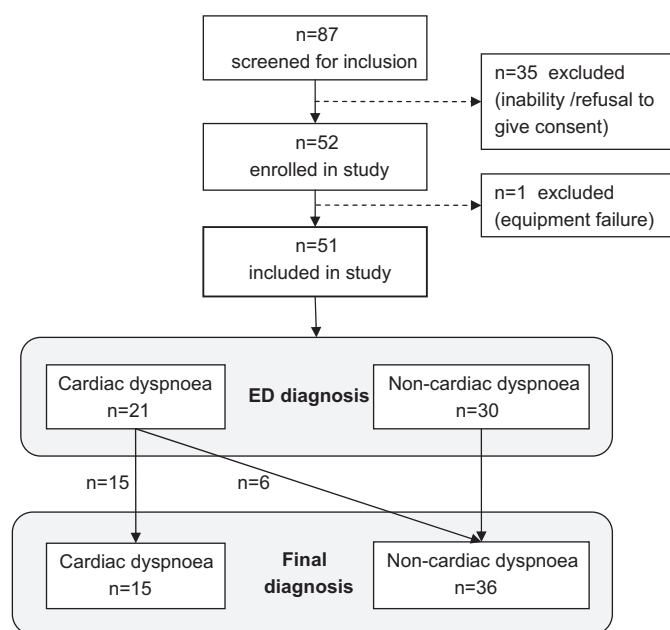 n=87
screened for inclusion
n=35 excluded
(inability /refusal to
give consent)
n=52
enrolled in study
n=1 excluded
(equipment failure)
n=51
included in study
Cardiac dyspnoea
n=21
ED diagnosis
Non-cardiac dyspnoea
n=30
n=15
n=6
Cardiac dyspnoea
n=15
Final
diagnosis
Non-cardiac dyspnoea
n=36